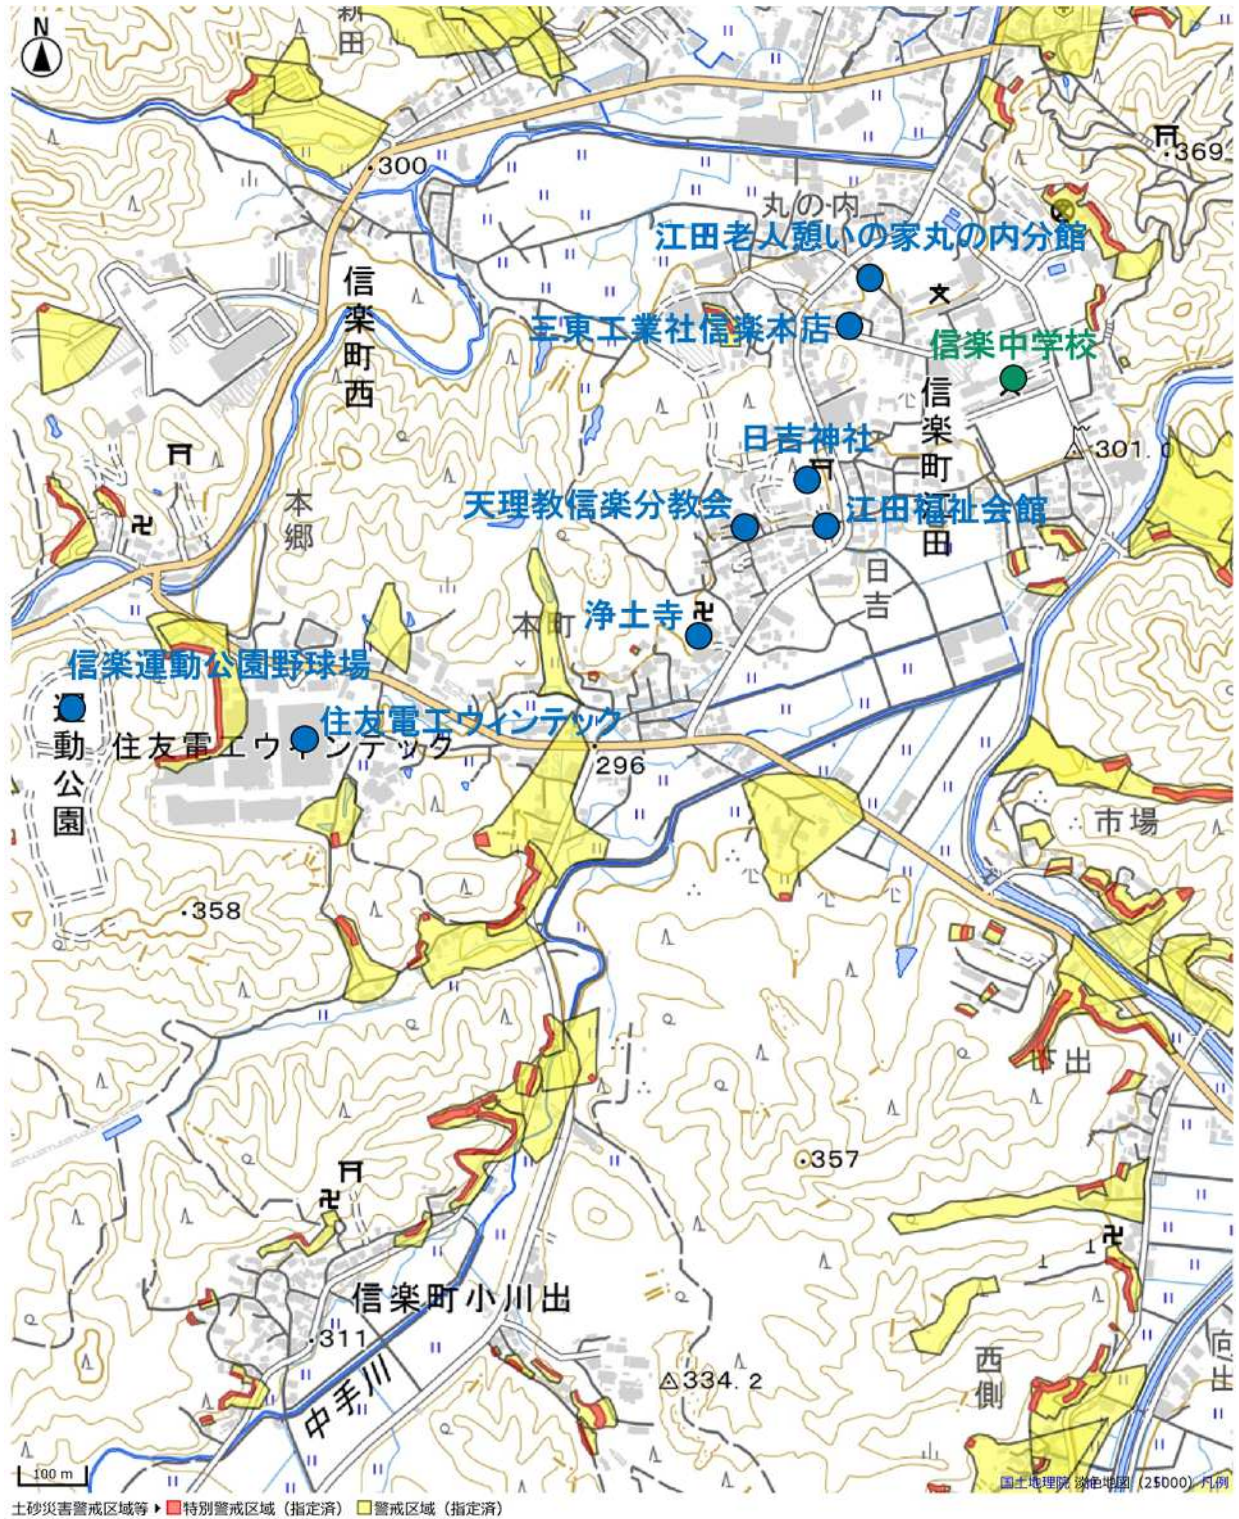 N
新田
300
369
丸の内
江田老人憩いの家丸の内分館
信楽町西
三東工業社信楽本店
信楽中学校
信楽町江田
301.0
日吉神社
本郷
天理教信楽分教会
江田福祉会館
日吉
本町
浄土寺
信楽運動公園野球場
住友電工ウィンテック
運動公園
住友電工ウインテック
296
市場
358
下出
357
信楽町小川出
311
西側
向出
334.2
中手川
100 m
国土地理院 淡色地図 (25000) 凡例
土砂災害警戒区域等 特別警戒区域 (指定済) 警戒区域 (指定済)